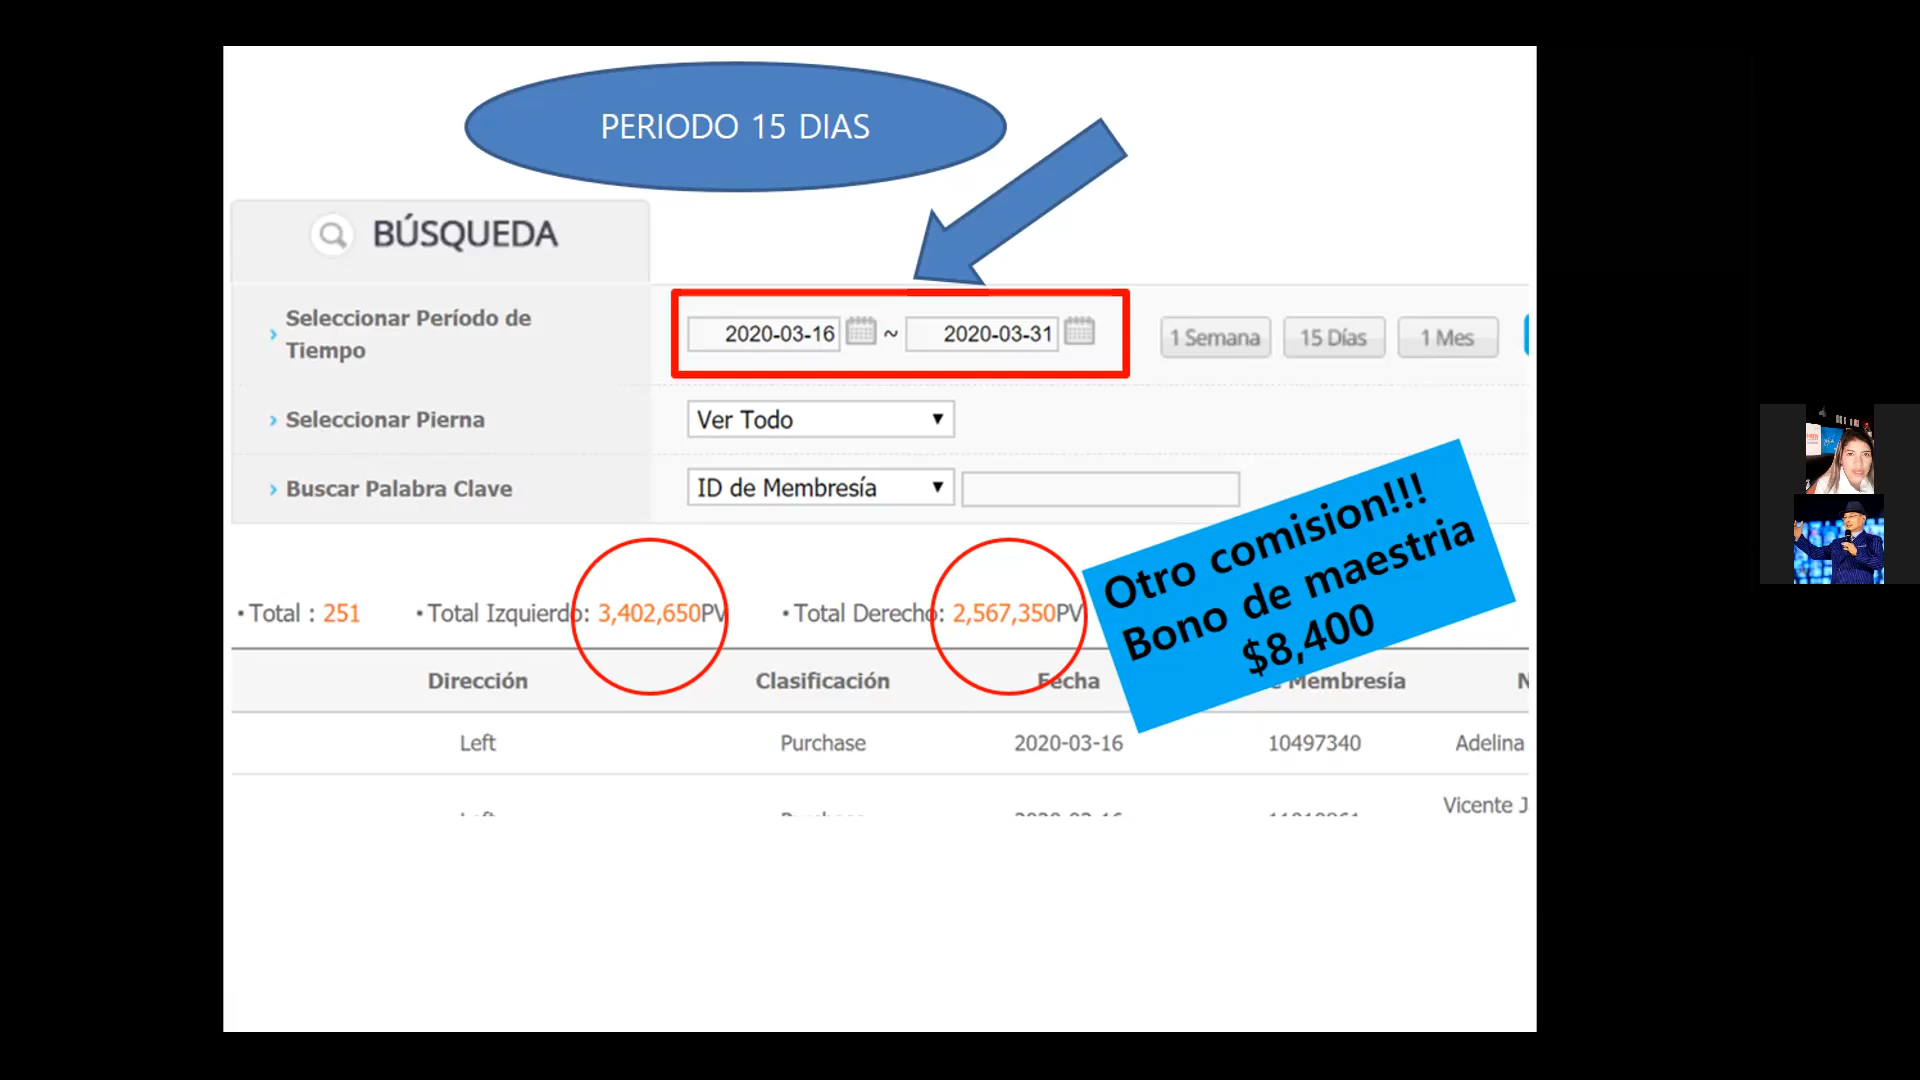 PERIODO 15 DIAS
BÚSQUEDA
Seleccionar Período de
Tiempo
2020-03-16 ~ 2020-03-31
1 Semana
15 Días
1 Mes
Seleccionar Pierna
Ver Todo
Buscar Palabra Clave
ID de Membresía
Otro comision!!!
Bono de maestria
$8,400
• Total : 251 • Total Izquierdo: 3,402,650PV • Total Derecho: 2,567,350PV
Dirección Clasificación Fecha Membresía N
Left Purchase 2020-03-16 10497340 Adelina
Vicente J